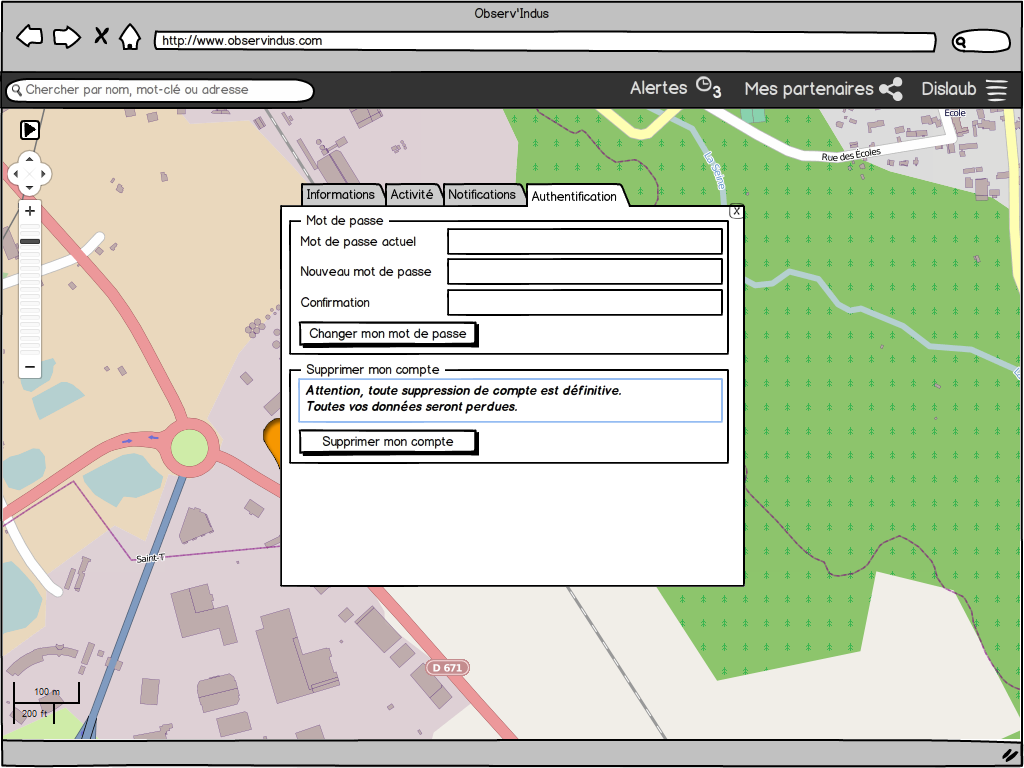 Observ'Indus
http://www.observindus.com
Chercher par nom, mot-clé ou adresse
Alertes 3 Mes partenaires Dislaub
École
Rue des Écoles
La Seine
Informations Activité Notifications Authentification
X
Mot de passe
Mot de passe actuel
Nouveau mot de passe
Confirmation
Changer mon mot de passe
Supprimer mon compte
Attention, toute suppression de compte est définitive.
Toutes vos données seront perdues.
Supprimer mon compte
Saint-T
D 671
100 m
200 ft